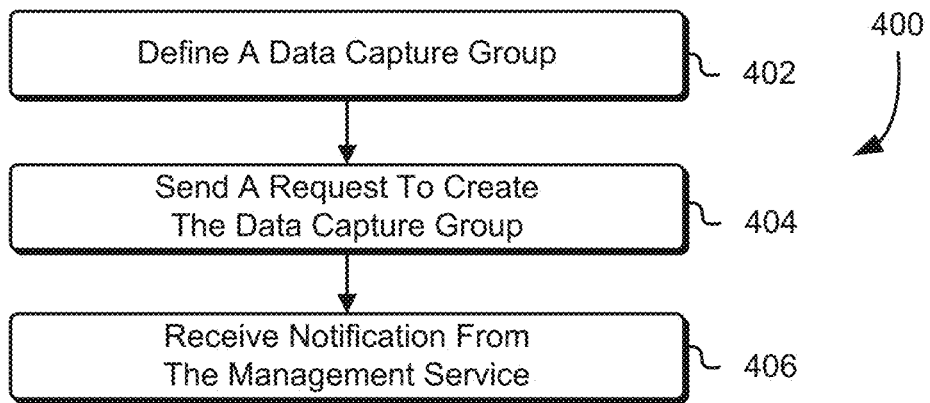 400
Define A Data Capture Group
402
Send A Request To Create
The Data Capture Group
404
Receive Notification From
The Management Service
406